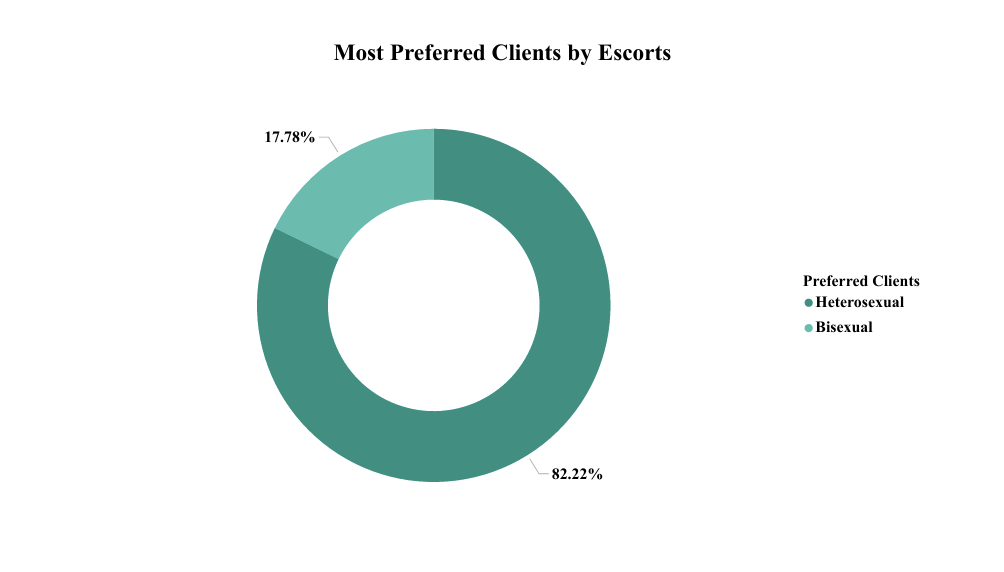 Most Preferred Clients by Escorts
17.78%
Preferred Clients
Heterosexual
Bisexual
82.22%